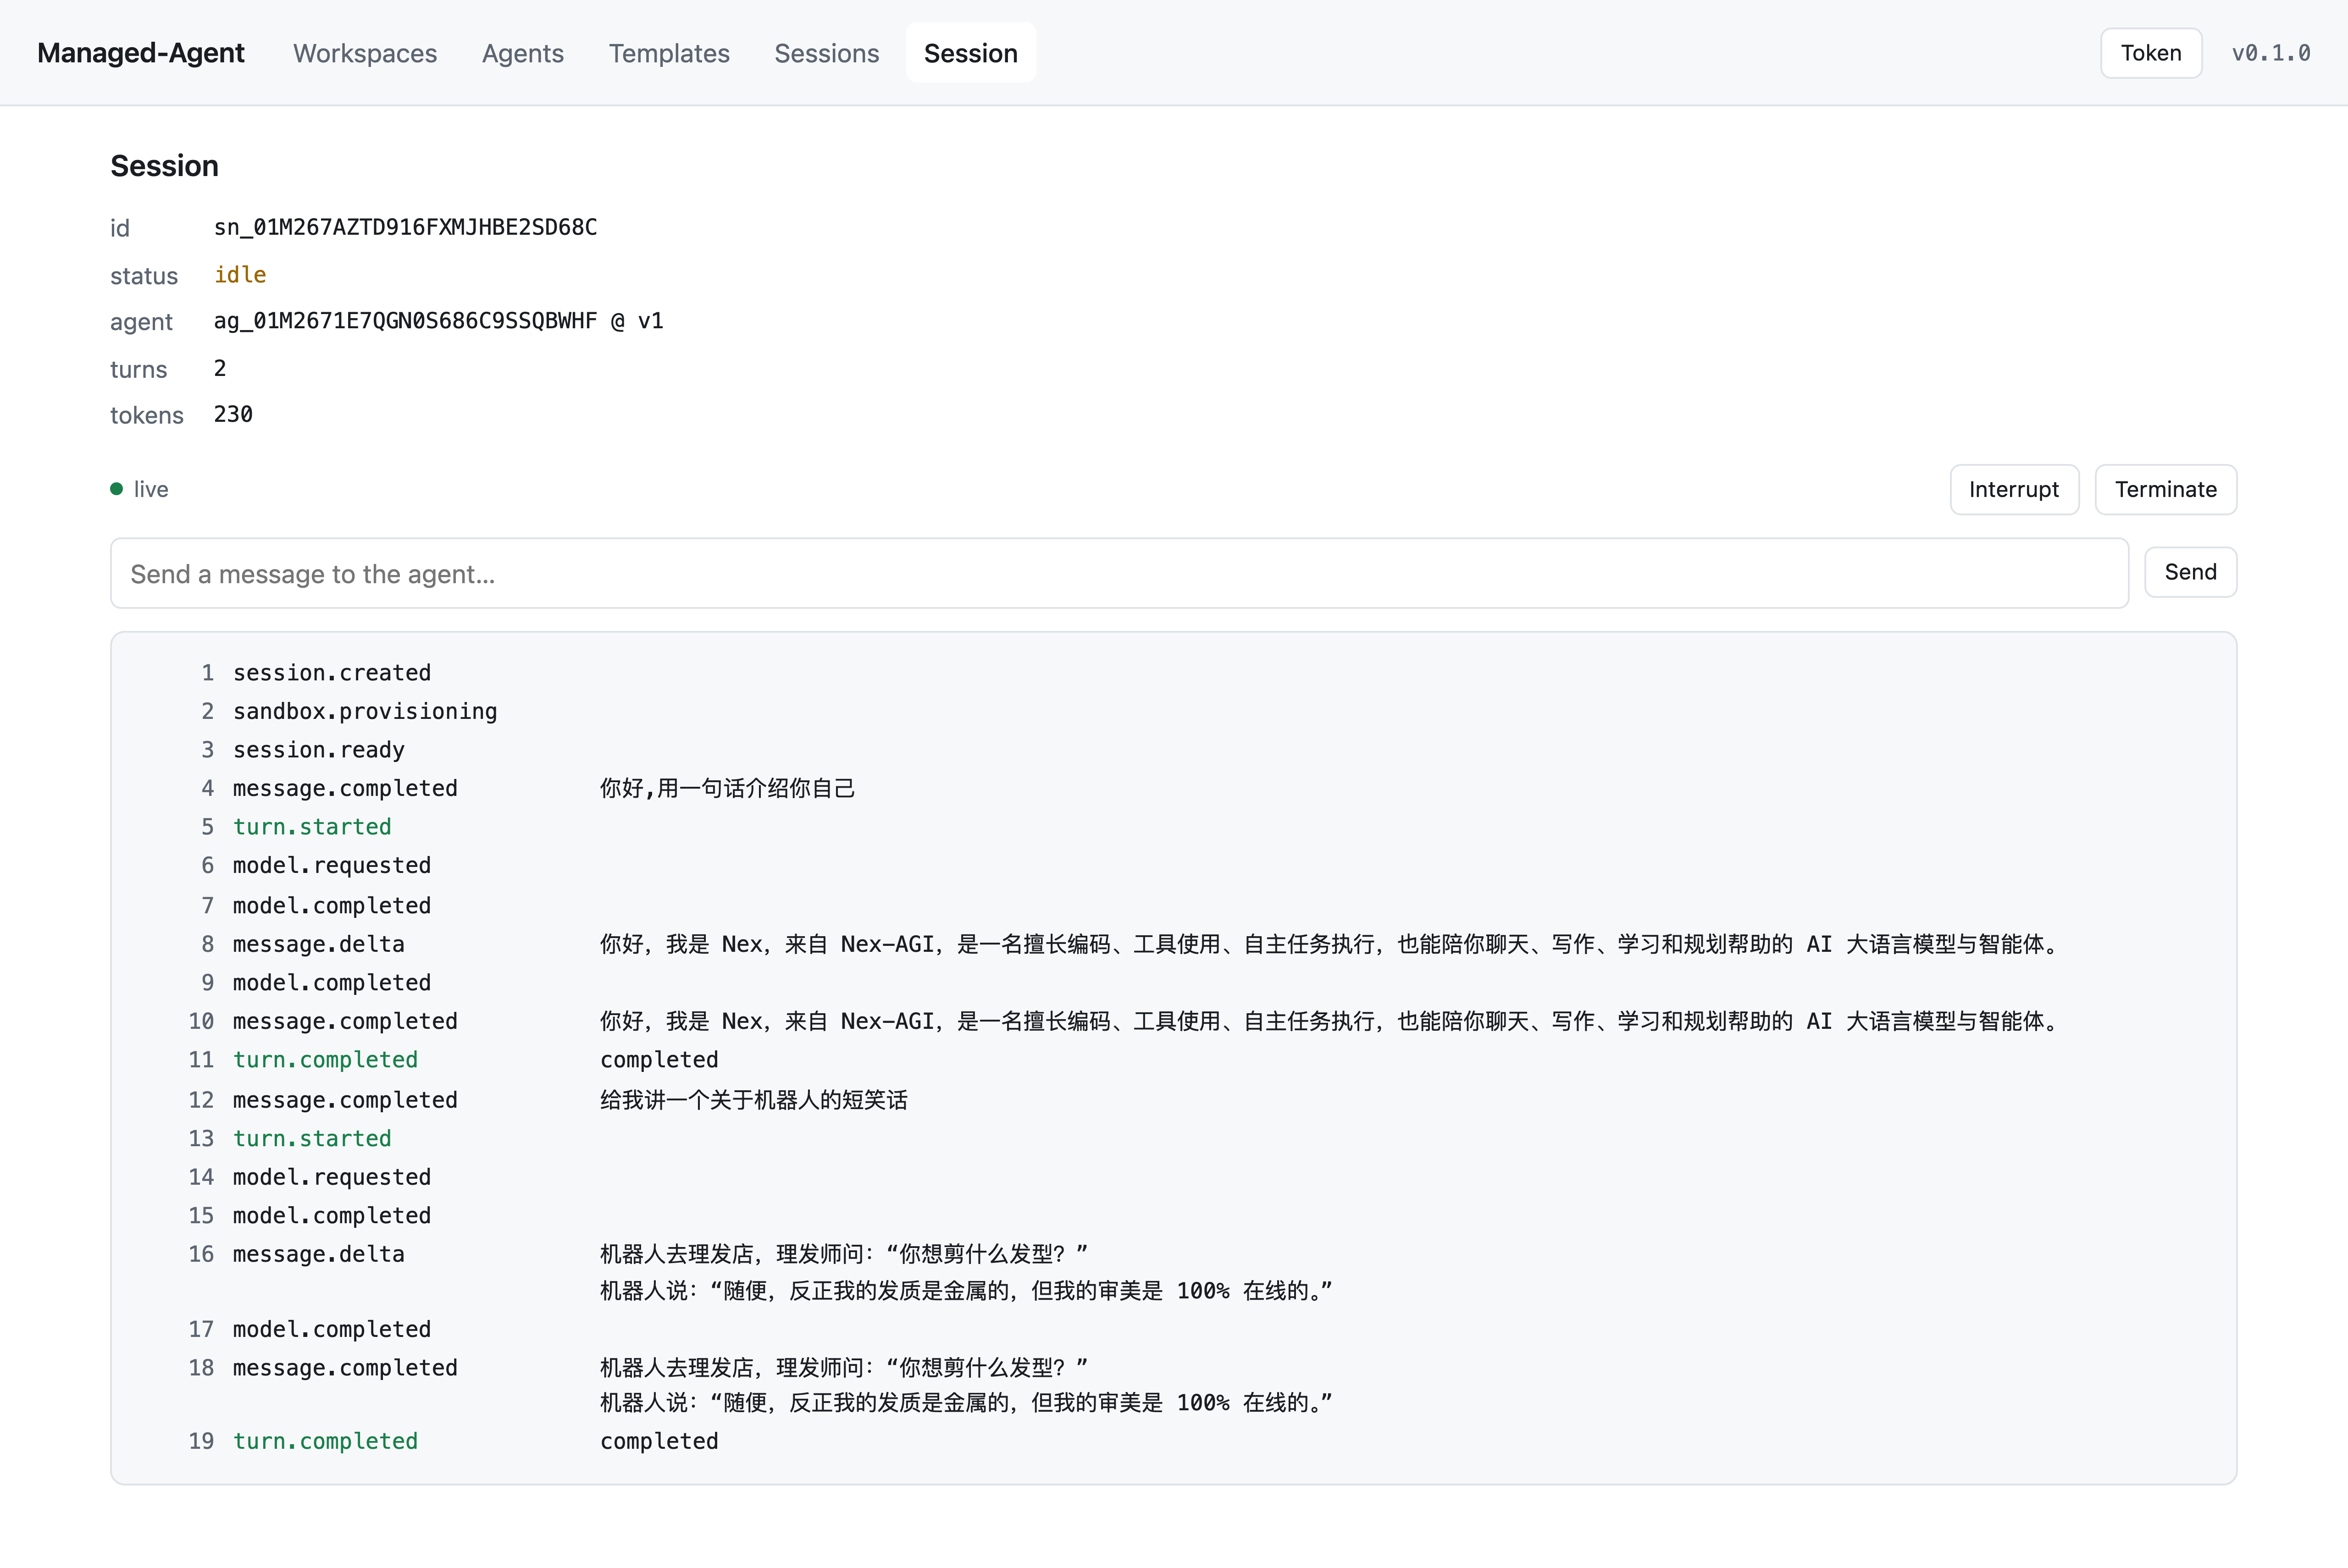 Managed-Agent Workspaces Agents Templates Sessions Session Token v0.1.0
Session
id sn_01M267AZTD916FXMJHBE2SD68C
status idle
agent ag_01M2671E7QGN0S686C9SSQBWHF @ v1
turns 2
tokens 230
live Interrupt Terminate
Send a message to the agent... Send
1 session.created
2 sandbox.provisioning
3 session.ready
4 message.completed 你好,用一句话介绍你自己
5 turn.started
6 model.requested
7 model.completed
8 message.delta 你好，我是 Nex，来自 Nex-AGI，是一名擅长编码、工具使用、自主任务执行，也能陪你聊天、写作、学习和规划帮助的 AI 大语言模型与智能体。
9 model.completed
10 message.completed 你好，我是 Nex，来自 Nex-AGI，是一名擅长编码、工具使用、自主任务执行，也能陪你聊天、写作、学习和规划帮助的 AI 大语言模型与智能体。
11 turn.completed completed
12 message.completed 给我讲一个关于机器人的短笑话
13 turn.started
14 model.requested
15 model.completed
16 message.delta 机器人去理发店，理发师问：“你想剪什么发型？”
机器人说：“随便，反正我的发质是金属的，但我的审美是 100% 在线的。”
17 model.completed
18 message.completed 机器人去理发店，理发师问：“你想剪什么发型？”
机器人说：“随便，反正我的发质是金属的，但我的审美是 100% 在线的。”
19 turn.completed completed